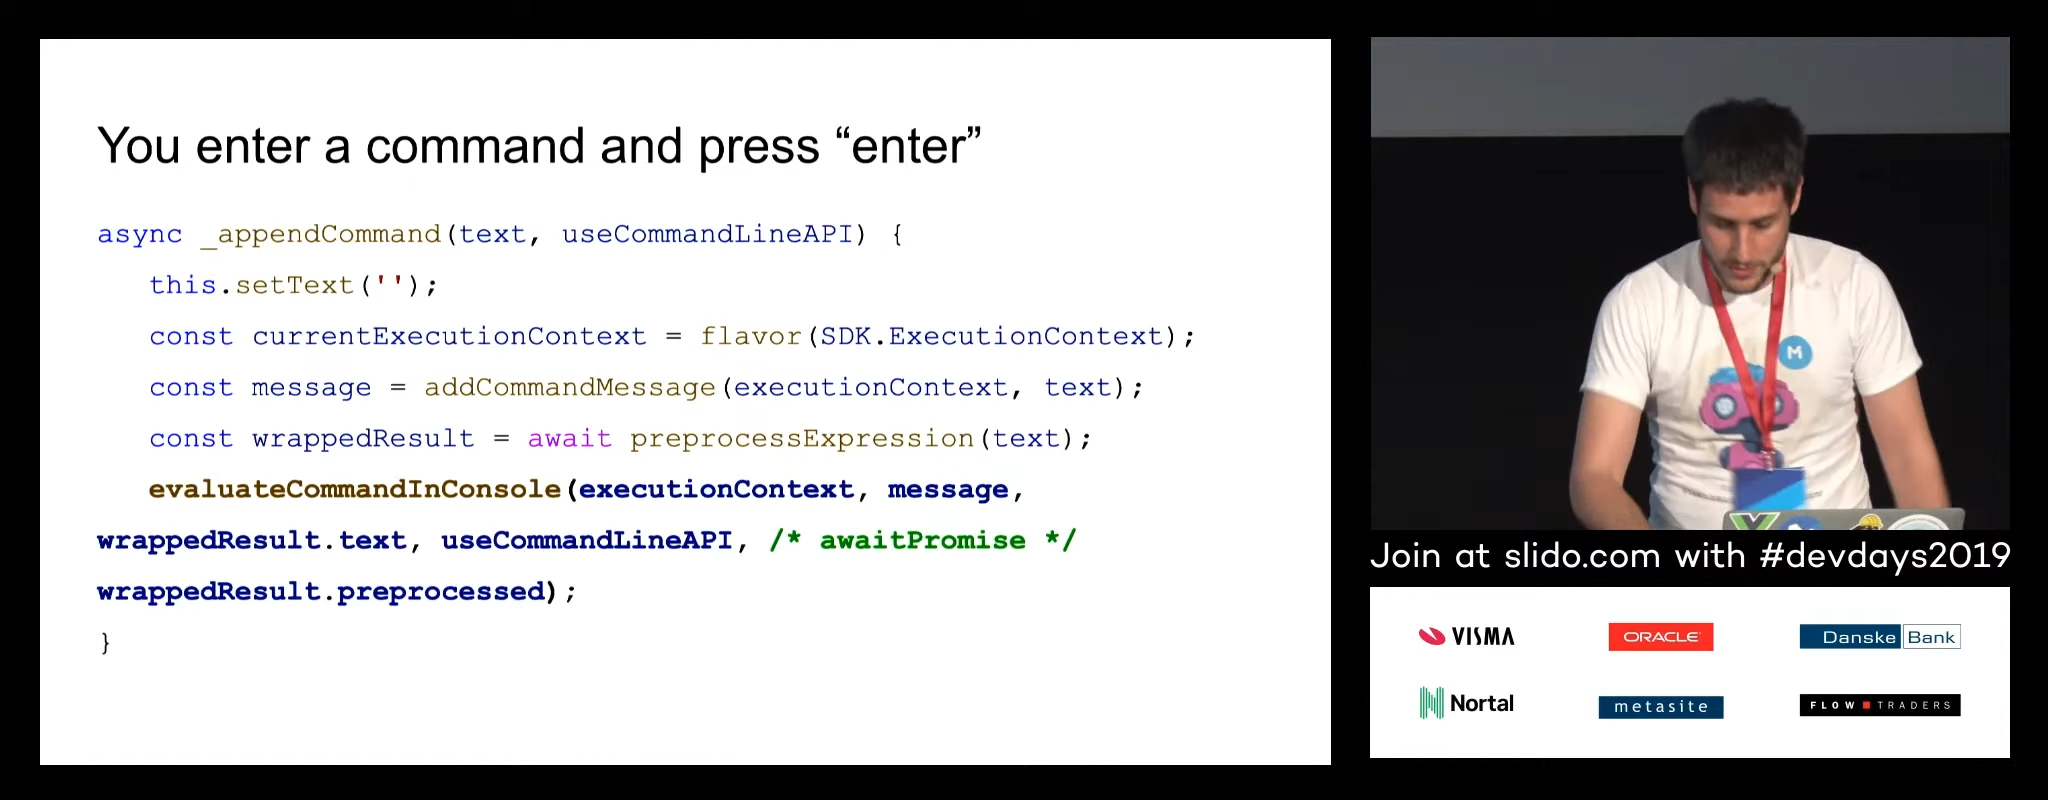 You enter a command and press “enter”
async _appendCommand(text, useCommandLineAPI) {
this.setText('');
const currentExecutionContext = flavor(SDK.ExecutionContext);
const message = addCommandMessage(executionContext, text);
const wrappedResult = await preprocessExpression(text);
evaluateCommandInConsole(executionContext, message,
wrappedResult.text, useCommandLineAPI, /* awaitPromise */
wrappedResult.preprocessed);
}
M
Join at slido.com with #devdays2019
VISMA
ORACLE
Danske Bank
Nortal
metasite
FLOW TRADERS